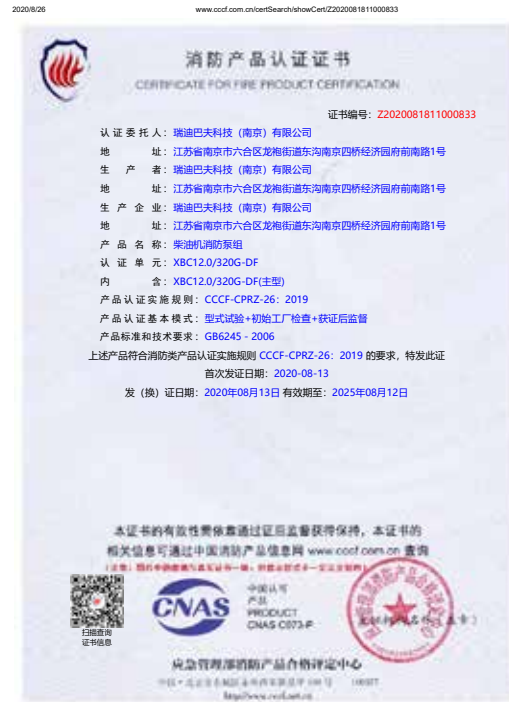 2020/8/26
www.cccf.com.cn/certSearch/showCert/Z2020081811000833
消防产品认证证书
CERTIFICATE FOR FIRE PRODUCT CERTIFICATION
证书编号：Z2020081811000833
认证委托人：瑞迪巴夫科技（南京）有限公司
地址：江苏省南京市六合区龙袍街道东沟南京四桥经济园府前南路1号
生产者：瑞迪巴夫科技（南京）有限公司
地址：江苏省南京市六合区龙袍街道东沟南京四桥经济园府前南路1号
生产企业：瑞迪巴夫科技（南京）有限公司
地址：江苏省南京市六合区龙袍街道东沟南京四桥经济园府前南路1号
产品名称：柴油机消防泵组
认证单元：XBC12.0/320G-DF
内含：XBC12.0/320G-DF(主型)
产品认证实施规则：CCCF-CPRZ-26：2019
产品认证基本模式：型式试验+初始工厂检查+获证后监督
产品标准和技术要求：GB6245－2006
上述产品符合消防类产品认证实施规则 CCCF-CPRZ-26：2019 的要求，特发此证
首次发证日期：2020-08-13
发（换）证日期：2020年08月13日 有效期至：2025年08月12日
本证书的有效性需依靠通过证后监督获得保持，本证书的
相关信息可通过中国消防产品信息网 www.cccf.com.cn 查询
扫描查询
证书信息
CNAS
中国认可
产品
PRODUCT
CNAS C073-P
应急管理部消防产品合格评定中心